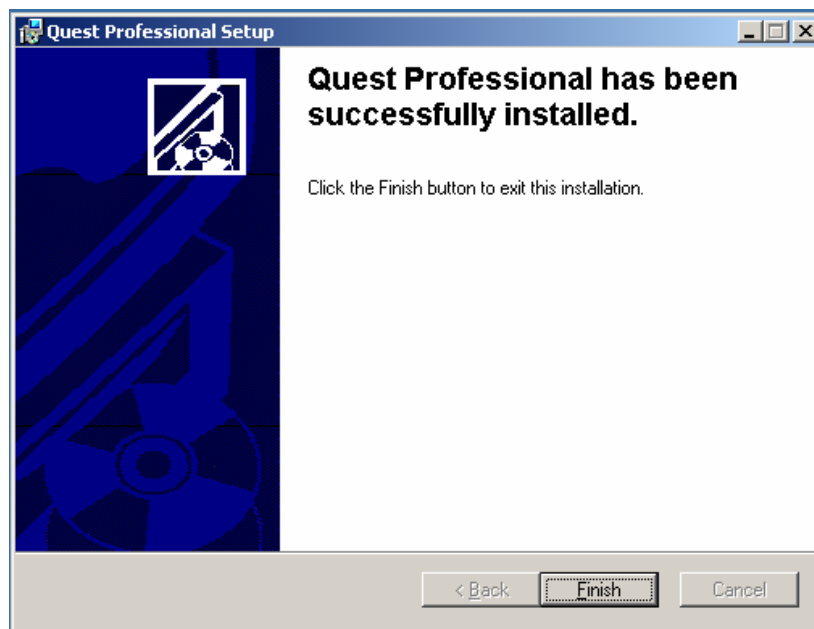 Quest Professional Setup
Quest Professional has been
successfully installed.
Click the Finish button to exit this installation.
< Back Finish Cancel